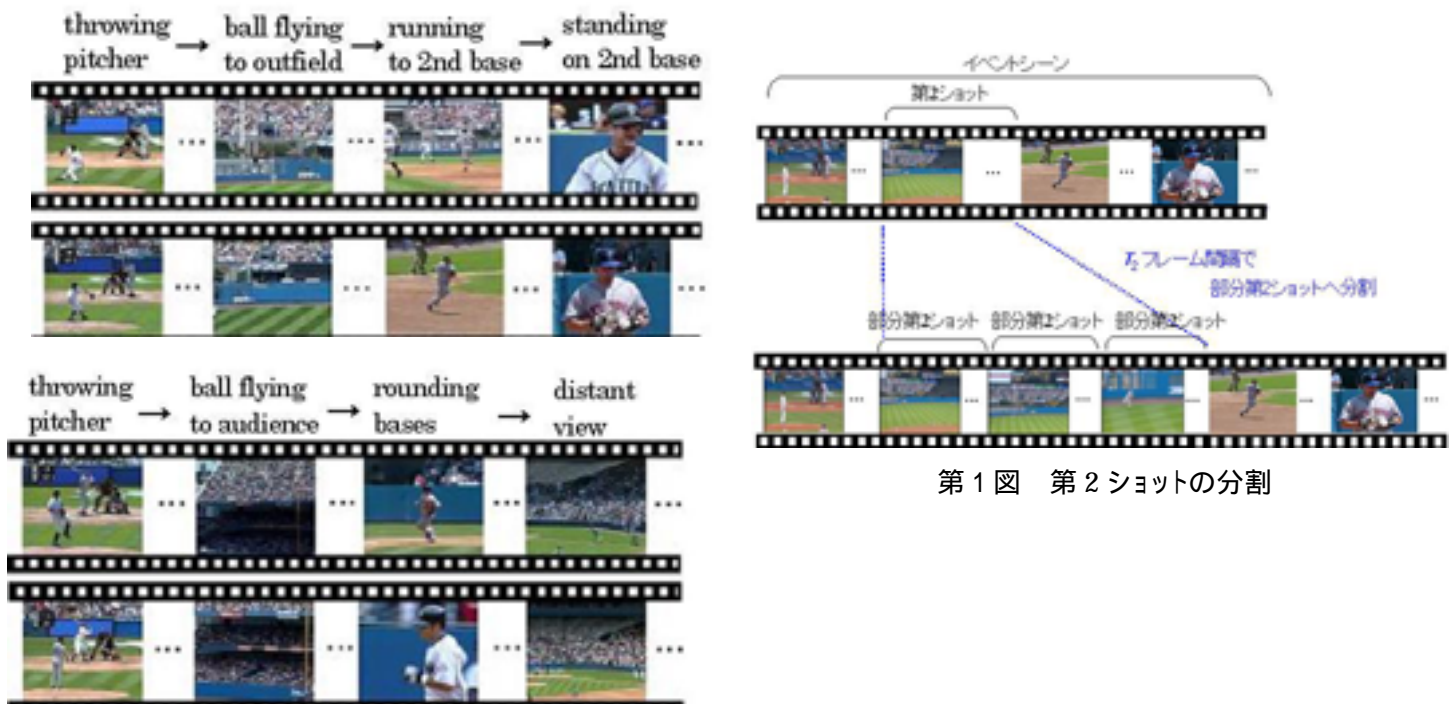 throwing pitcher → ball flying to outfield → running to 2nd base → standing on 2nd base
... ... ... ...
... ... ... ...
throwing pitcher → ball flying to audience → rounding bases → distant view
... ... ... ...
... ... ... ...
イベントシーン
第2ショット
... ... ... ...
T₂フレーム間隔で
部分第2ショットへ分割
部分第2ショット 部分第2ショット 部分第2ショット
... ... ... ... ... ...
第1図 第2ショットの分割